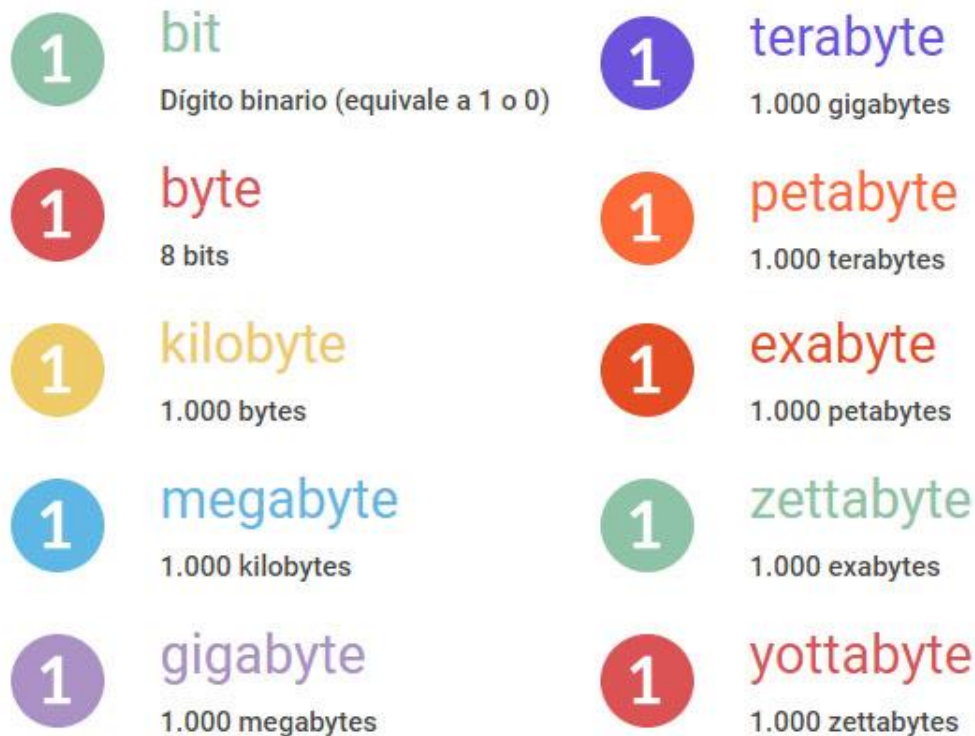 1 bit
Dígito binario (equivale a 1 o 0)
1 byte
8 bits
1 kilobyte
1.000 bytes
1 megabyte
1.000 kilobytes
1 gigabyte
1.000 megabytes
1 terabyte
1.000 gigabytes
1 petabyte
1.000 terabytes
1 exabyte
1.000 petabytes
1 zettabyte
1.000 exabytes
1 yottabyte
1.000 zettabytes